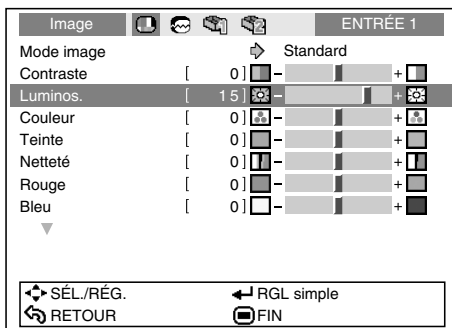 Image ENTRÉE 1
Mode image Standard
Contraste [ 0] - +
Luminos. [ 15] - +
Couleur [ 0] - +
Teinte [ 0] - +
Netteté [ 0] - +
Rouge [ 0] - +
Bleu [ 0] - +
SÉL./RÉG. RGL simple
RETOUR FIN